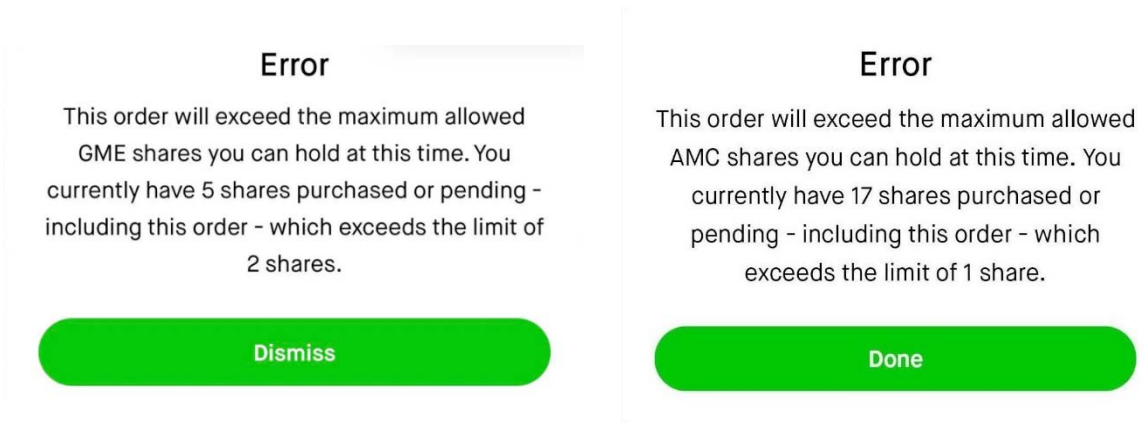 Error
This order will exceed the maximum allowed
GME shares you can hold at this time. You
currently have 5 shares purchased or pending -
including this order - which exceeds the limit of
2 shares.
Dismiss
Error
This order will exceed the maximum allowed
AMC shares you can hold at this time. You
currently have 17 shares purchased or
pending - including this order - which
exceeds the limit of 1 share.
Done